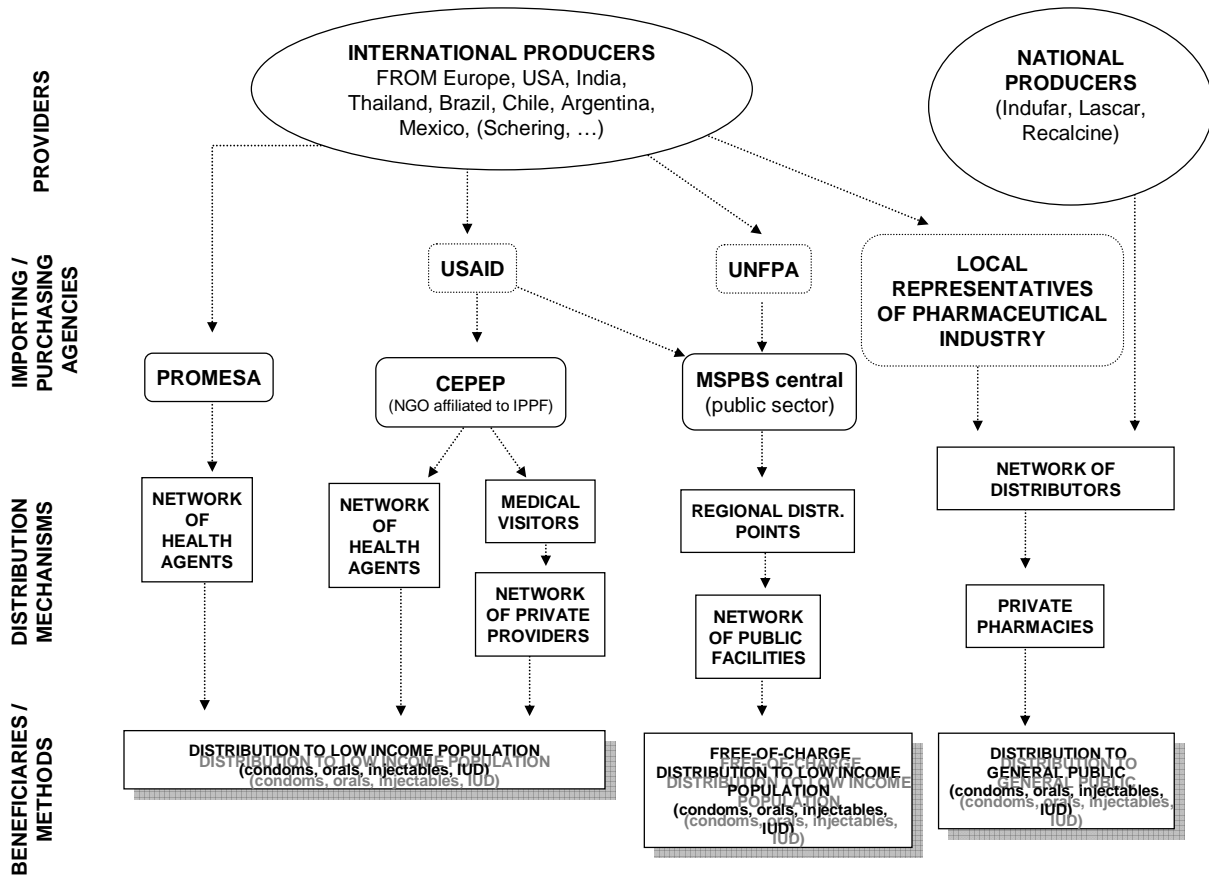 PROVIDERS
INTERNATIONAL PRODUCERS
FROM Europe, USA, India,
Thailand, Brazil, Chile, Argentina,
Mexico, (Schering, …)
NATIONAL
PRODUCERS
(Indufar, Lascar,
Recalcine)
IMPORTING /
PURCHASING
AGENCIES
USAID
UNFPA
LOCAL
REPRESENTATIVES
OF PHARMACEUTICAL
INDUSTRY
PROMESA
CEPEP
(NGO affiliated to IPPF)
MSPBS central
(public sector)
DISTRIBUTION
MECHANISMS
NETWORK
OF
HEALTH
AGENTS
NETWORK
OF
HEALTH
AGENTS
MEDICAL
VISITORS
REGIONAL DISTR.
POINTS
NETWORK OF
DISTRIBUTORS
NETWORK
OF PRIVATE
PROVIDERS
NETWORK
OF PUBLIC
FACILITIES
PRIVATE
PHARMACIES
BENEFICIARIES /
METHODS
DISTRIBUTION TO LOW INCOME POPULATION
(condoms, orals, injectables, IUD)
FREE-OF-CHARGE
DISTRIBUTION TO LOW INCOME
POPULATION
(condoms, orals, injectables,
IUD)
DISTRIBUTION TO
GENERAL PUBLIC
(condoms, orals, injectables,
IUD)